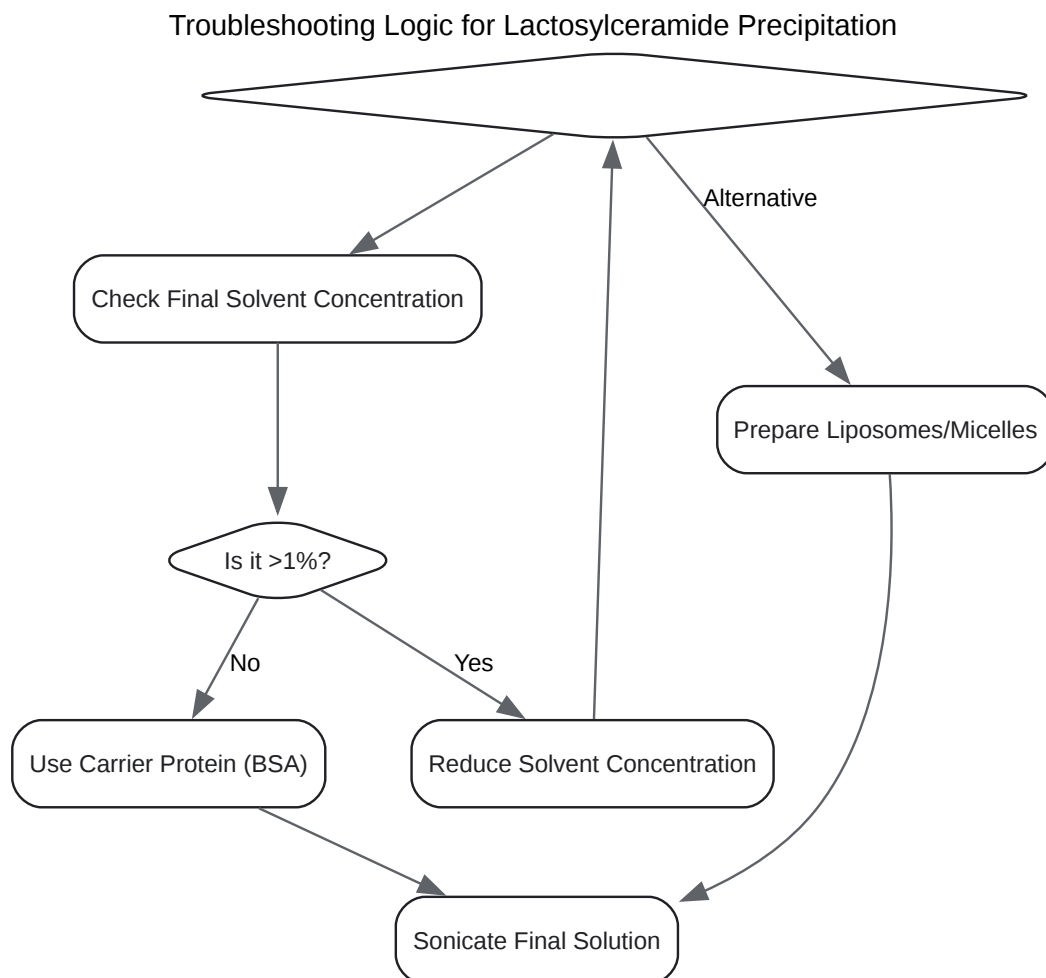 Troubleshooting Logic for Lactosylceramide Precipitation
Alternative
Check Final Solvent Concentration
Prepare Liposomes/Micelles
Is it >1%?
No
Yes
Use Carrier Protein (BSA)
Reduce Solvent Concentration
Sonicate Final Solution